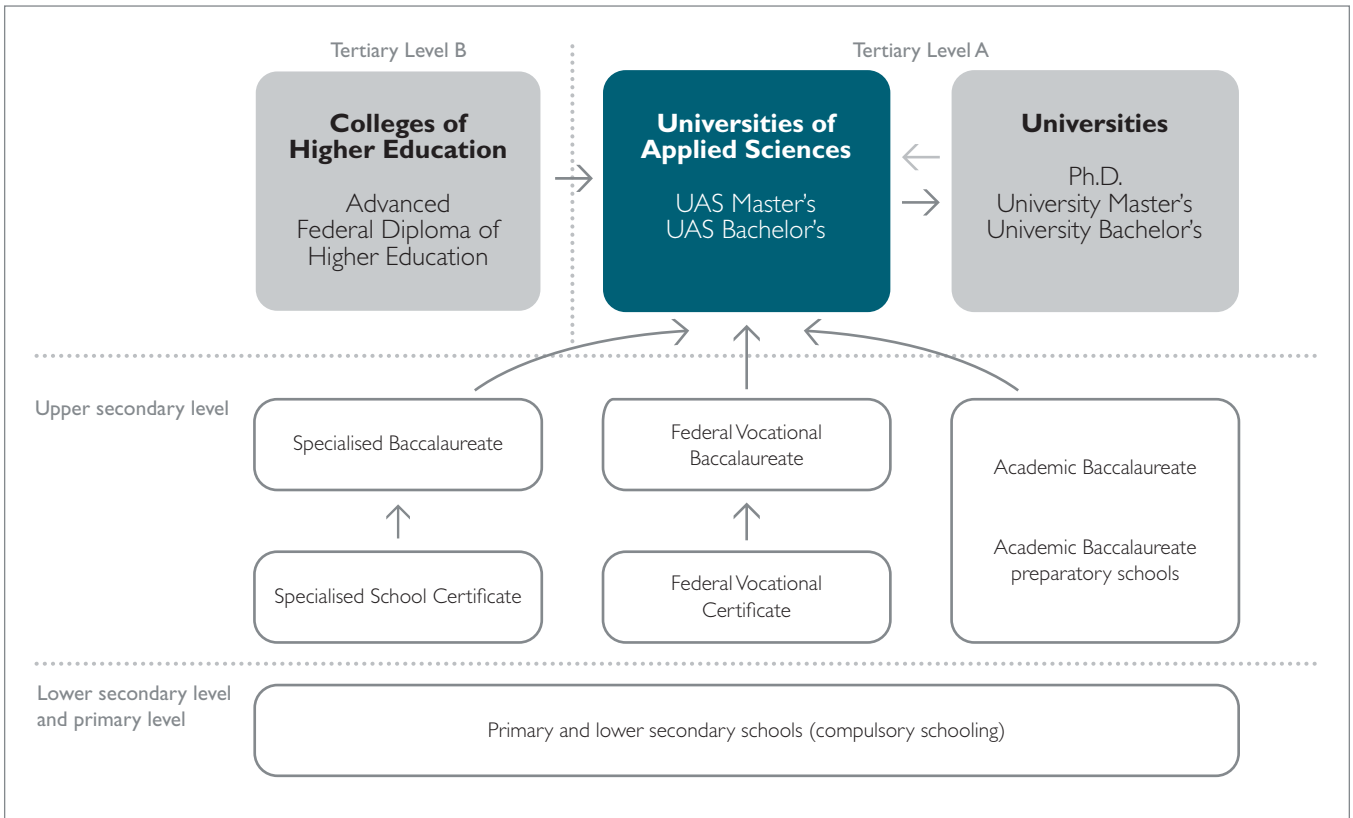 Tertiary Level B
Tertiary Level A
Colleges of
Higher Education
Advanced
Federal Diploma of
Higher Education
Universities of
Applied Sciences
UAS Master's
UAS Bachelor's
Universities
Ph.D.
University Master's
University Bachelor's
Upper secondary level
Specialised Baccalaureate
Federal Vocational
Baccalaureate
Academic Baccalaureate
Academic Baccalaureate
preparatory schools
Specialised School Certificate
Federal Vocational
Certificate
Lower secondary level
and primary level
Primary and lower secondary schools (compulsory schooling)